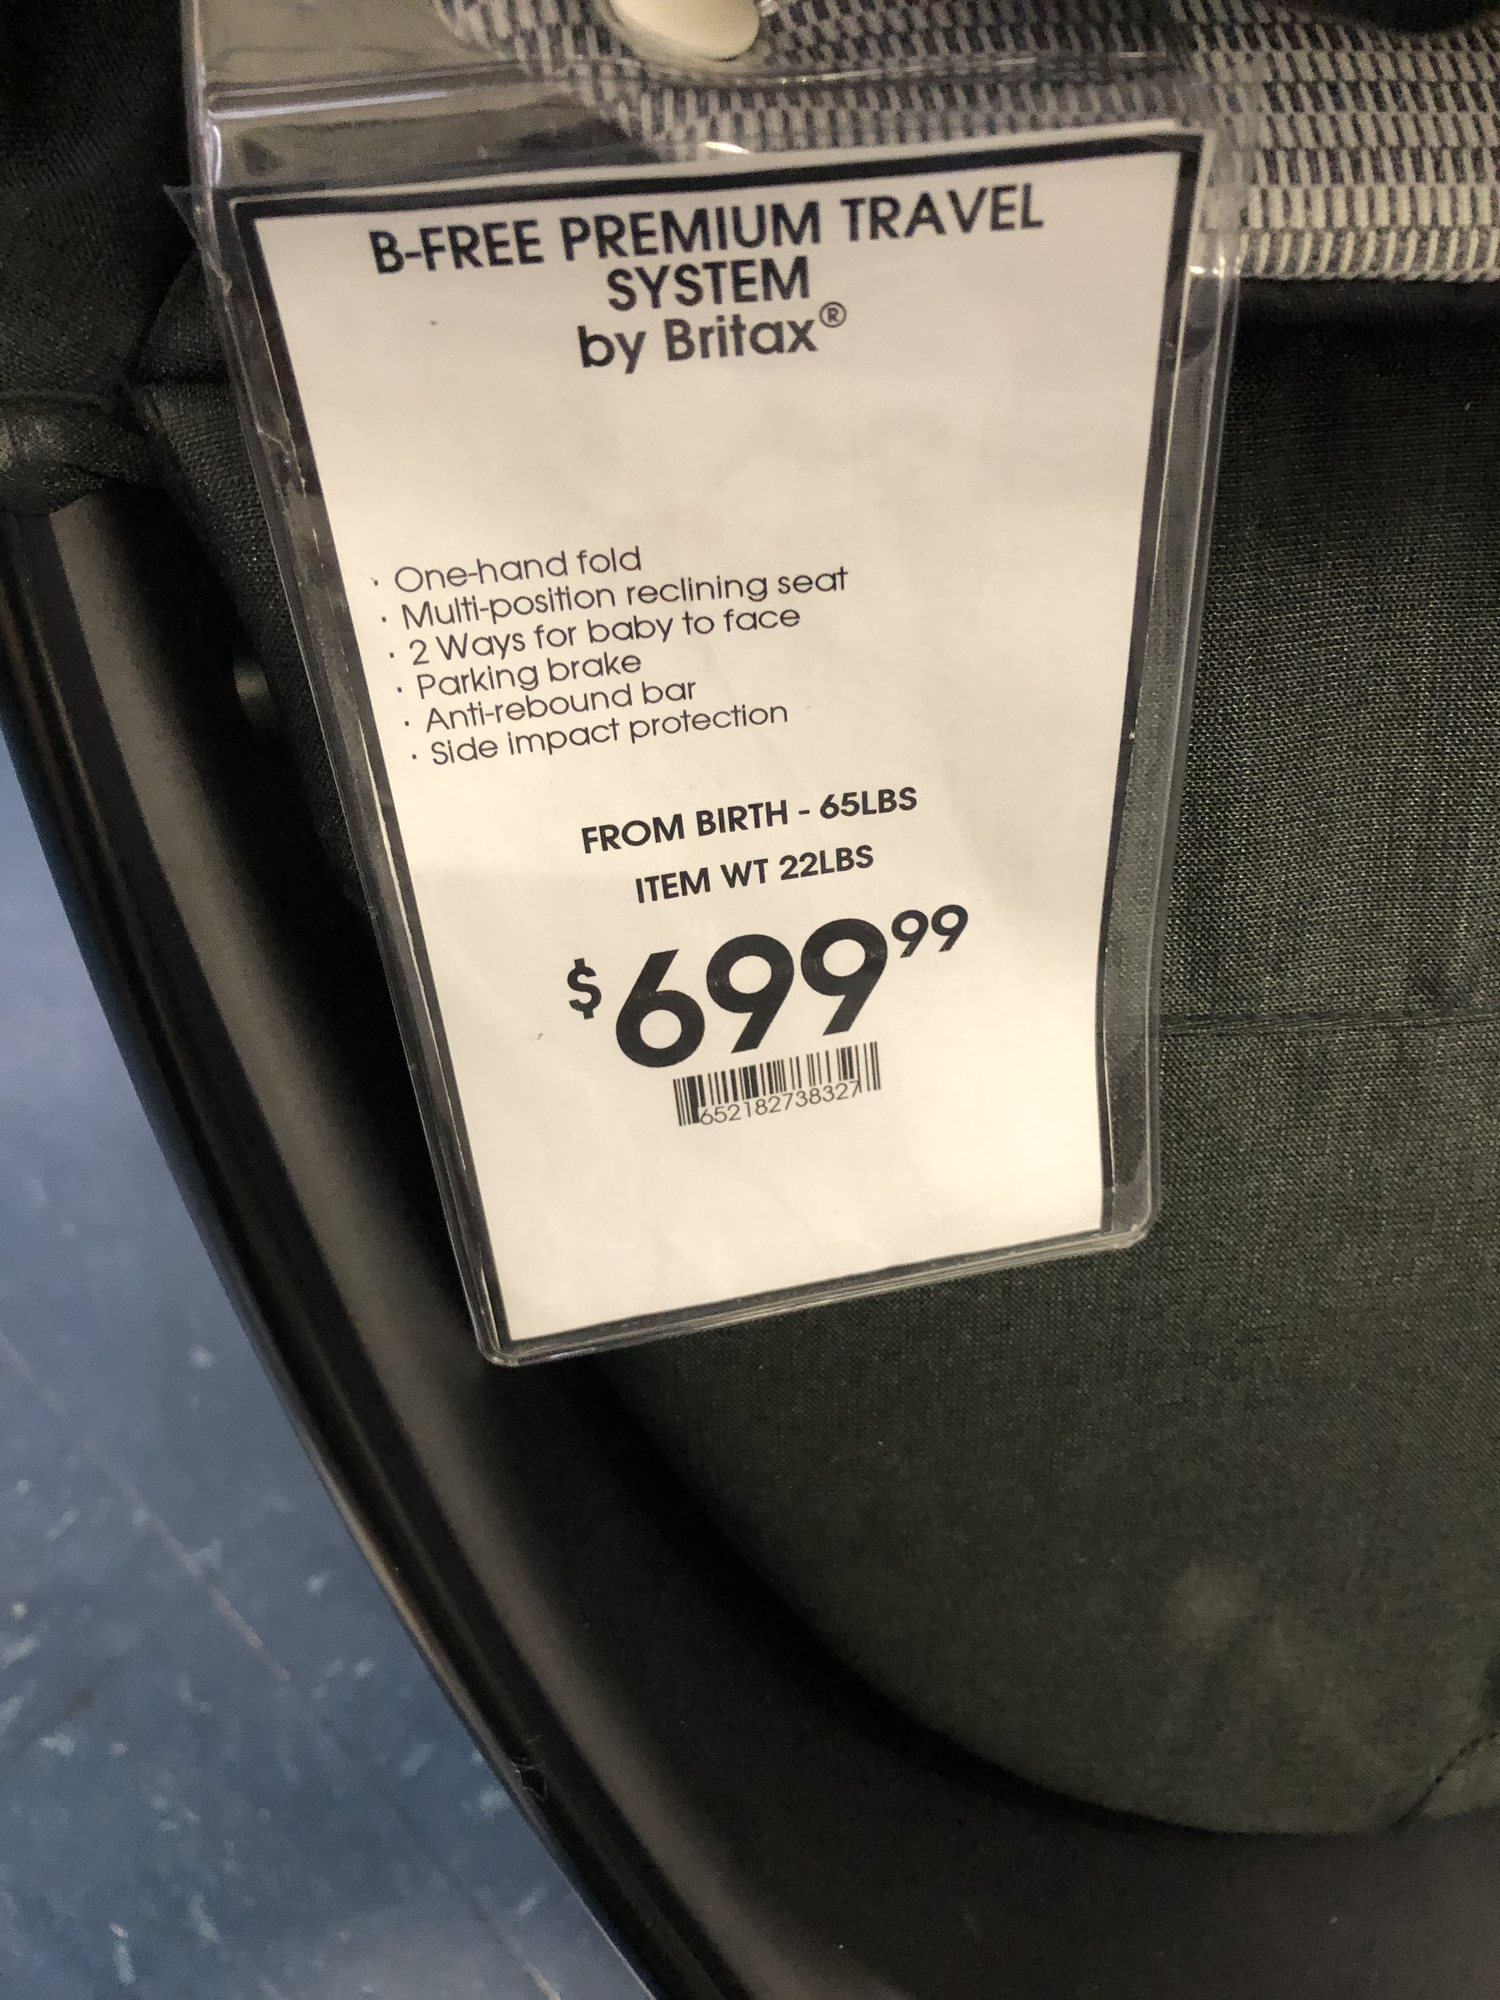 B-FREE PREMIUM TRAVEL
SYSTEM
by Britax®
· One-hand fold
· Multi-position reclining seat
· 2 Ways for baby to face
· Parking brake
· Anti-rebound bar
· Side impact protection
FROM BIRTH - 65LBS
ITEM WT 22LBS
$699 99
652182738327